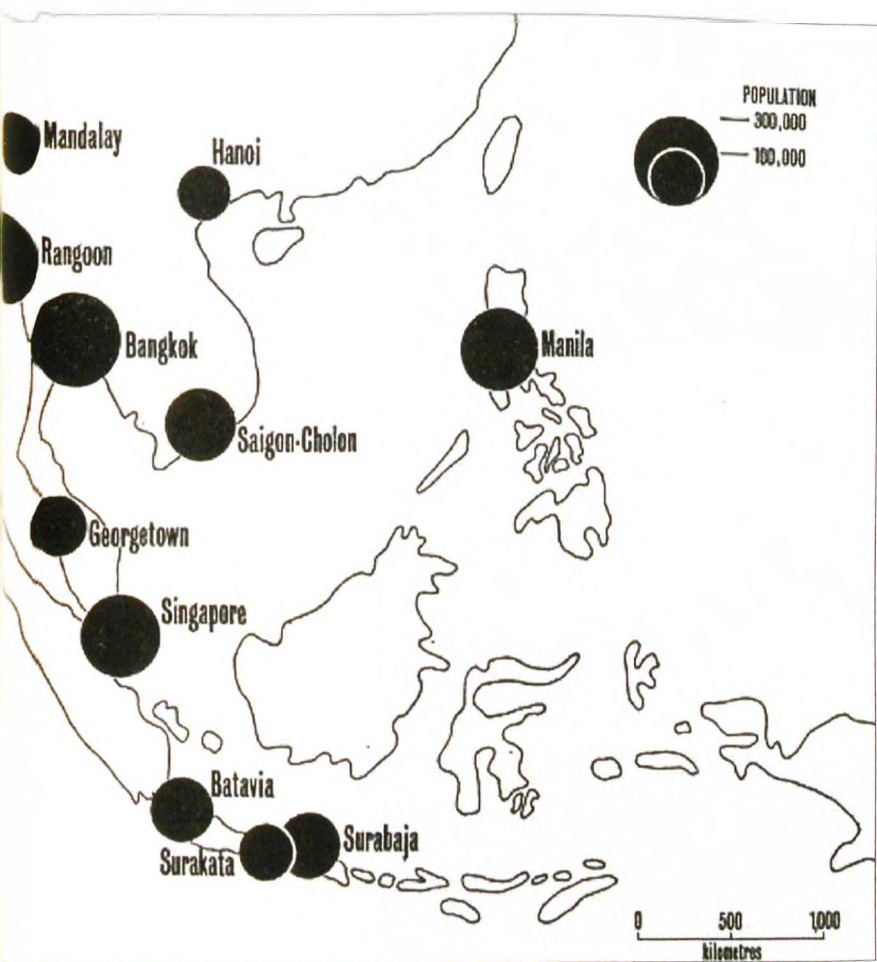 POPULATION
300,000
100,000
Mandalay
Hanoi
Rangoon
Bangkok
Manila
Saigon-Cholon
Georgetown
Singapore
Batavia
Surabaja
Surakata
0 500 1,000
kilometres